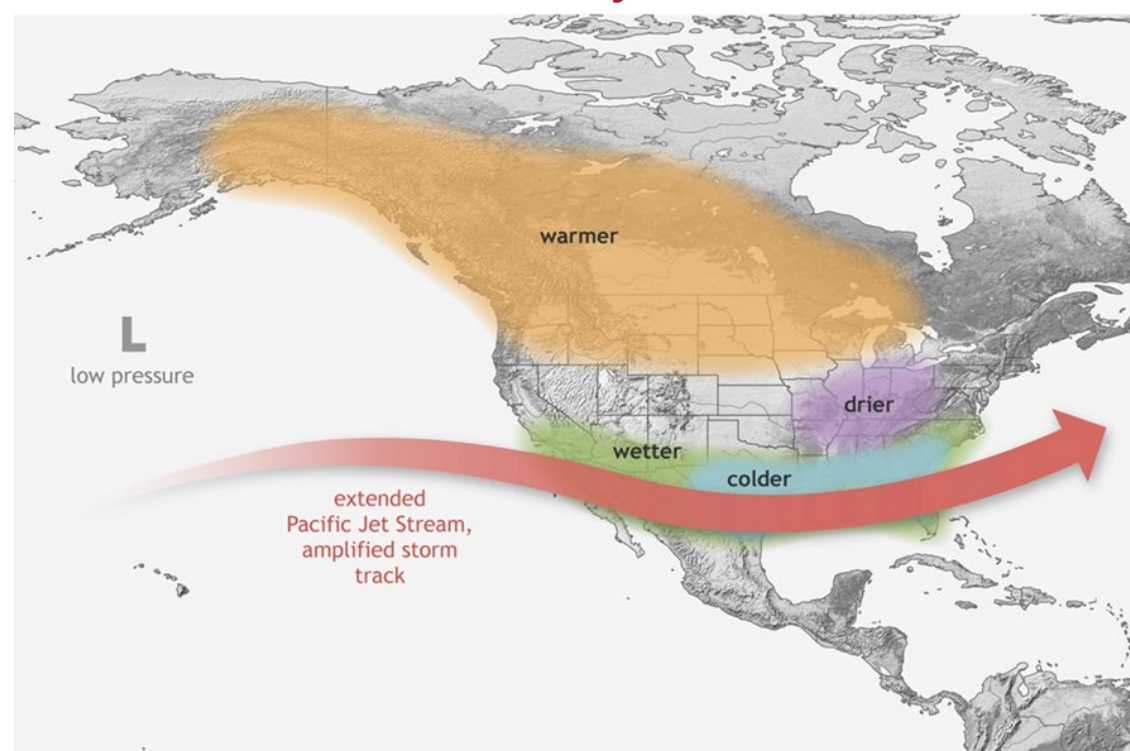 warmer
L
low pressure
drier
wetter
colder
extended
Pacific Jet Stream,
amplified storm
track